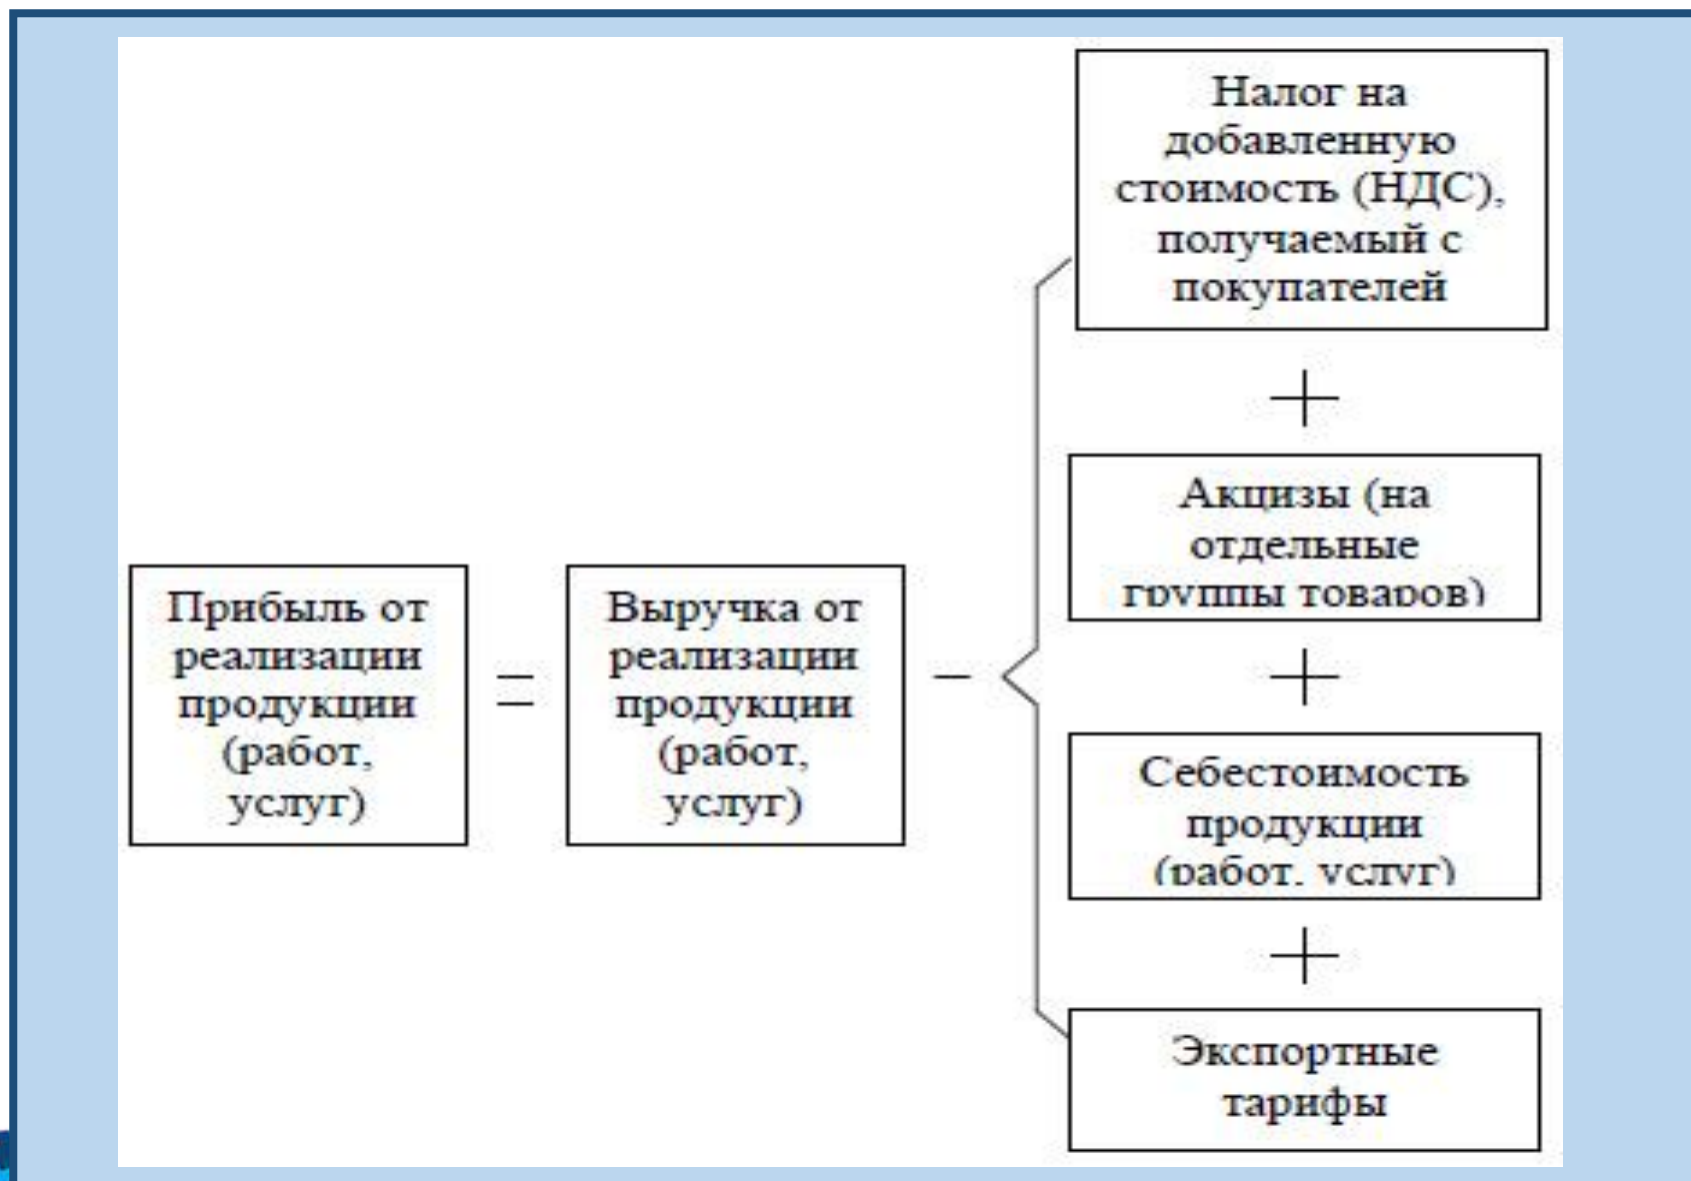 Налог на
добавленную
стоимость (НДС),
получаемый с
покупателей
+
Акцизы (на
отдельные
группы товаров)
Прибыль от
реализации
продукции
(работ,
услуг)
=
Выручка от
реализации
продукции
(работ,
услуг)
–
+
Себестоимость
продукции
(работ, услуг)
+
Экспортные
тарифы